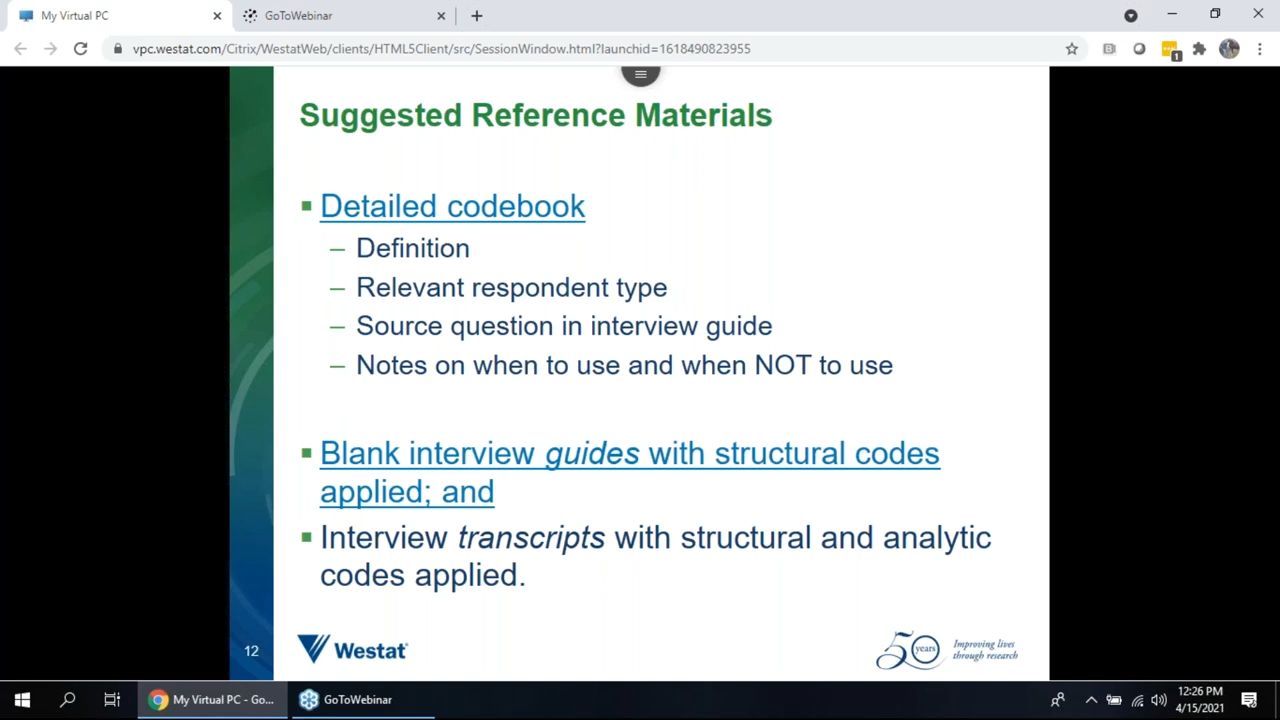 My Virtual PC
GoToWebinar
vpc.westat.com/Citrix/WestatWeb/clients/HTML5Client/src/SessionWindow.html?launchid=1618490823955
1
Suggested Reference Materials
Detailed codebook
– Definition
– Relevant respondent type
– Source question in interview guide
– Notes on when to use and when NOT to use
Blank interview guides with structural codes
applied; and
Interview transcripts with structural and analytic
codes applied.
12
Westat®
50 years
Improving lives
through research
My Virtual PC - Go...
GoToWebinar
12:26 PM
4/15/2021